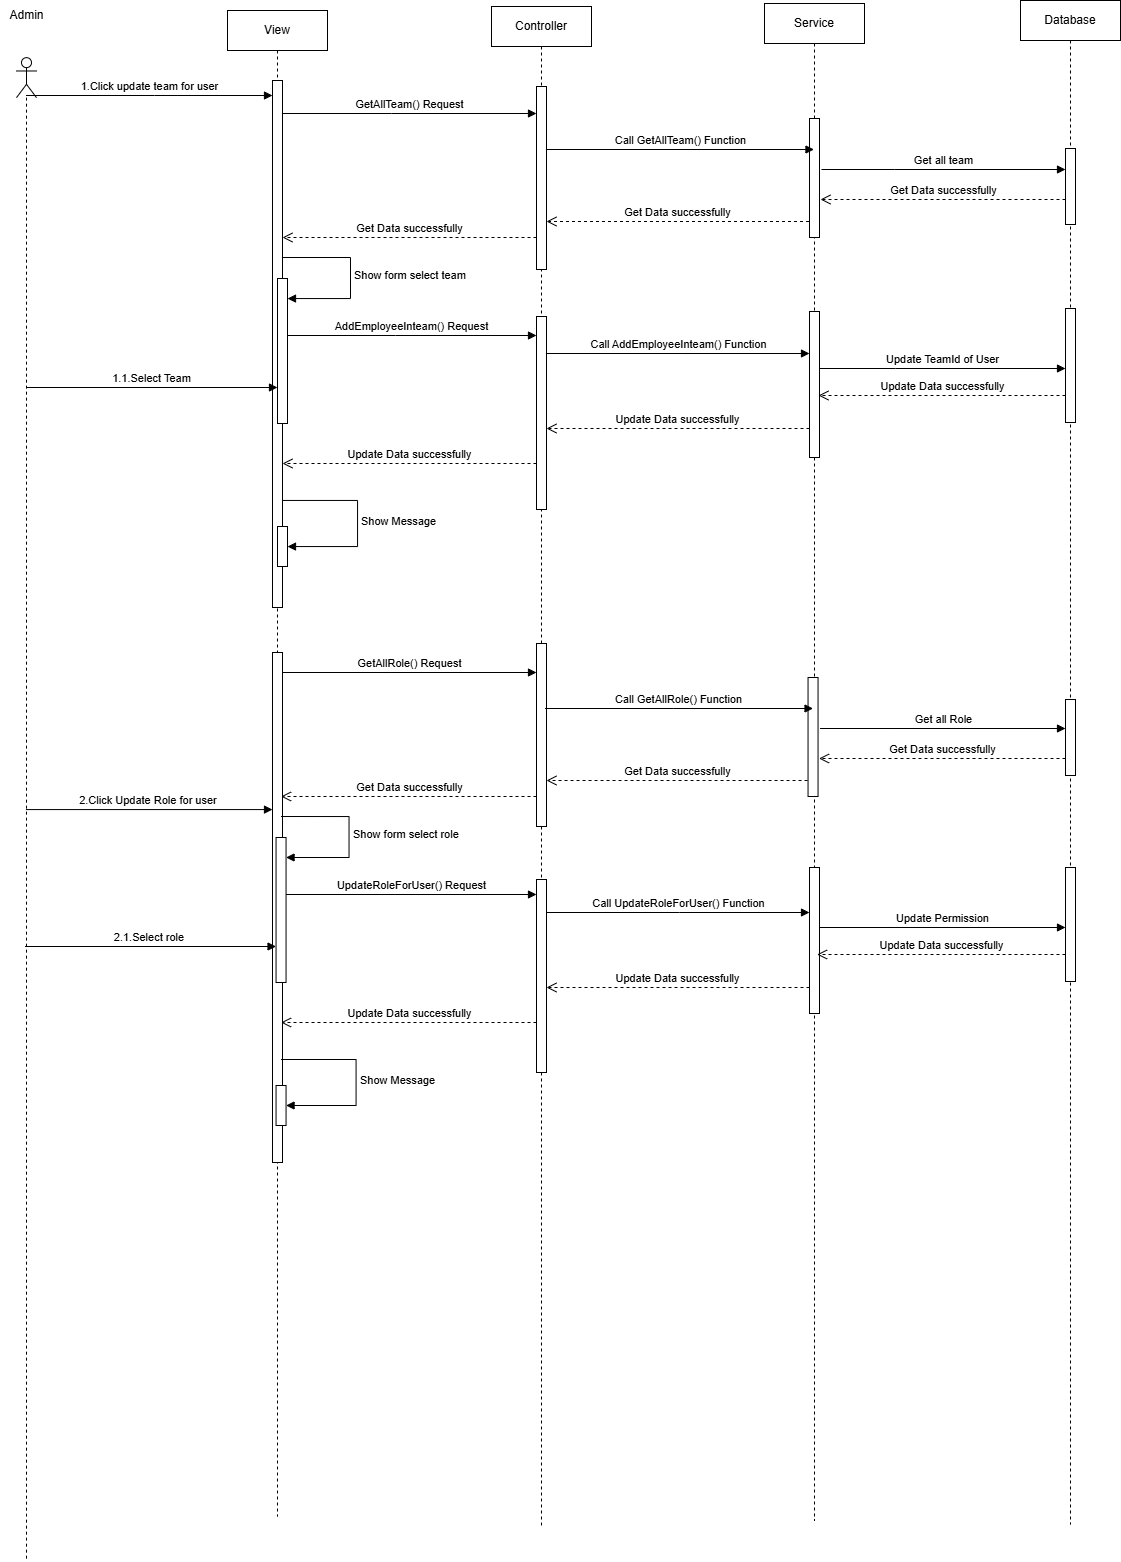 Admin
View
Controller
Service
Database
1.Click update team for user
GetAllTeam() Request
Call GetAllTeam() Function
Get all team
Get Data successfully
Get Data successfully
Get Data successfully
Show form select team
AddEmployeeInteam() Request
Call AddEmployeeInteam() Function
Update TeamId of User
1.1.Select Team
Update Data successfully
Update Data successfully
Update Data successfully
Show Message
GetAllRole() Request
Call GetAllRole() Function
Get all Role
Get Data successfully
Get Data successfully
Get Data successfully
2.Click Update Role for user
Show form select role
UpdateRoleForUser() Request
Call UpdateRoleForUser() Function
Update Permission
2.1.Select role
Update Data successfully
Update Data successfully
Update Data successfully
Show Message